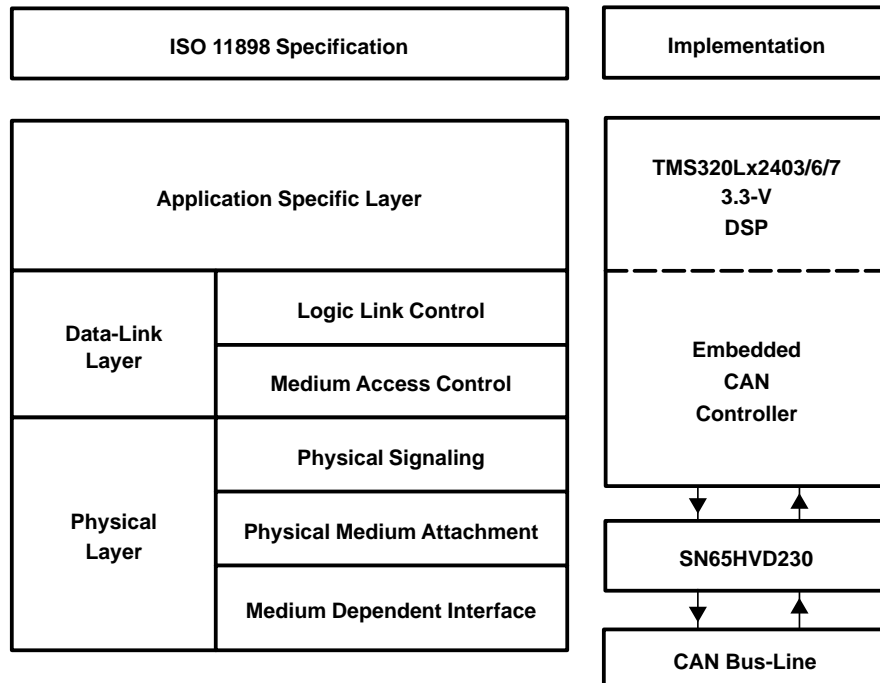 ISO 11898 Specification
Implementation
Application Specific Layer
TMS320Lx2403/6/7
3.3-V
DSP
Data-Link
Layer
Logic Link Control
Medium Access Control
Embedded
CAN
Controller
Physical
Layer
Physical Signaling
Physical Medium Attachment
Medium Dependent Interface
SN65HVD230
CAN Bus-Line